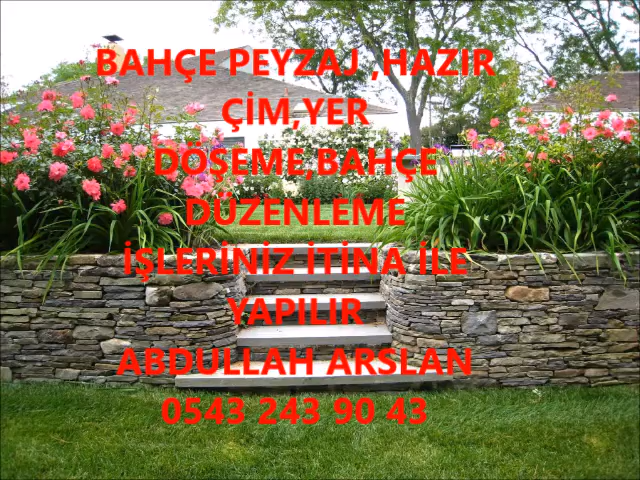 BAHÇE PEYZAJ ,HAZIR
ÇİM,YER
DÖŞEME,BAHÇE
DÜZENLEME
İŞLERİNİZ İTİNA İLE
YAPILIR
ABDULLAH ARSLAN
0543 243 90 43